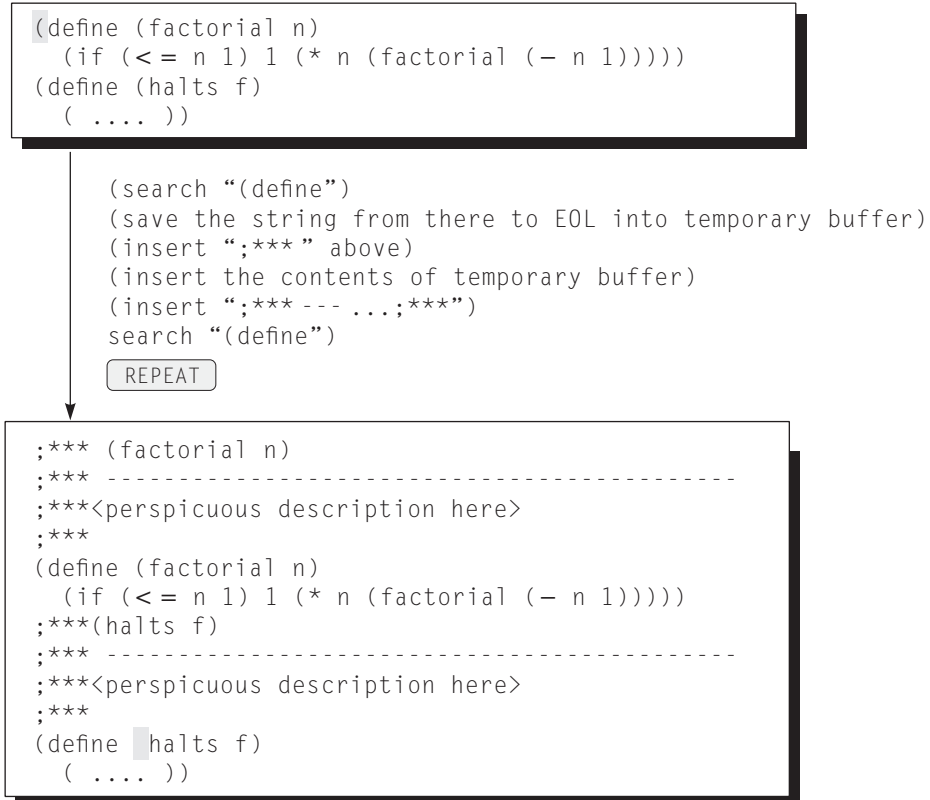 (define (factorial n)
(if (<= n 1) 1 (* n (factorial (− n 1)))))
(define (halts f)
( .... ))
(search “(define”)
(save the string from there to EOL into temporary buffer)
(insert “;*** ” above)
(insert the contents of temporary buffer)
(insert “;*** --- ...;***”)
search “(define”)
REPEAT
;*** (factorial n)
;*** --------------------------------------------
;***<perspicuous description here>
;***
(define (factorial n)
(if (<= n 1) 1 (* n (factorial (− n 1)))))
;***(halts f)
;*** --------------------------------------------
;***<perspicuous description here>
;***
(define halts f)
( .... ))